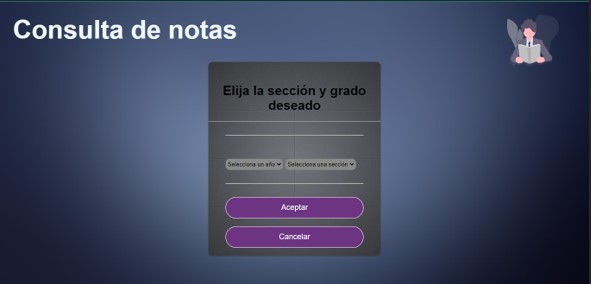 Consulta de notas
Elija la sección y grado
deseado
Selecciona un año Selecciona una sección
Aceptar
Cancelar